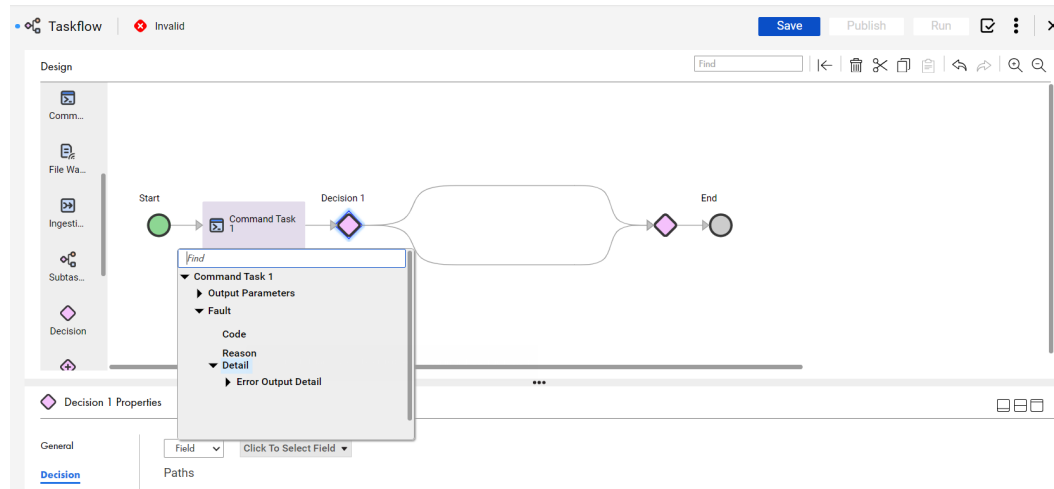 Taskflow
Invalid
Save
Publish
Run
Design
Find
Comm...
File Wa...
Ingesti...
Subtas...
Decision
Start
Command Task
1
Decision 1
End
Find
Command Task 1
Output Parameters
Fault
Code
Reason
Detail
Error Output Detail
Decision 1 Properties
General
Decision
Field
Click To Select Field
Paths